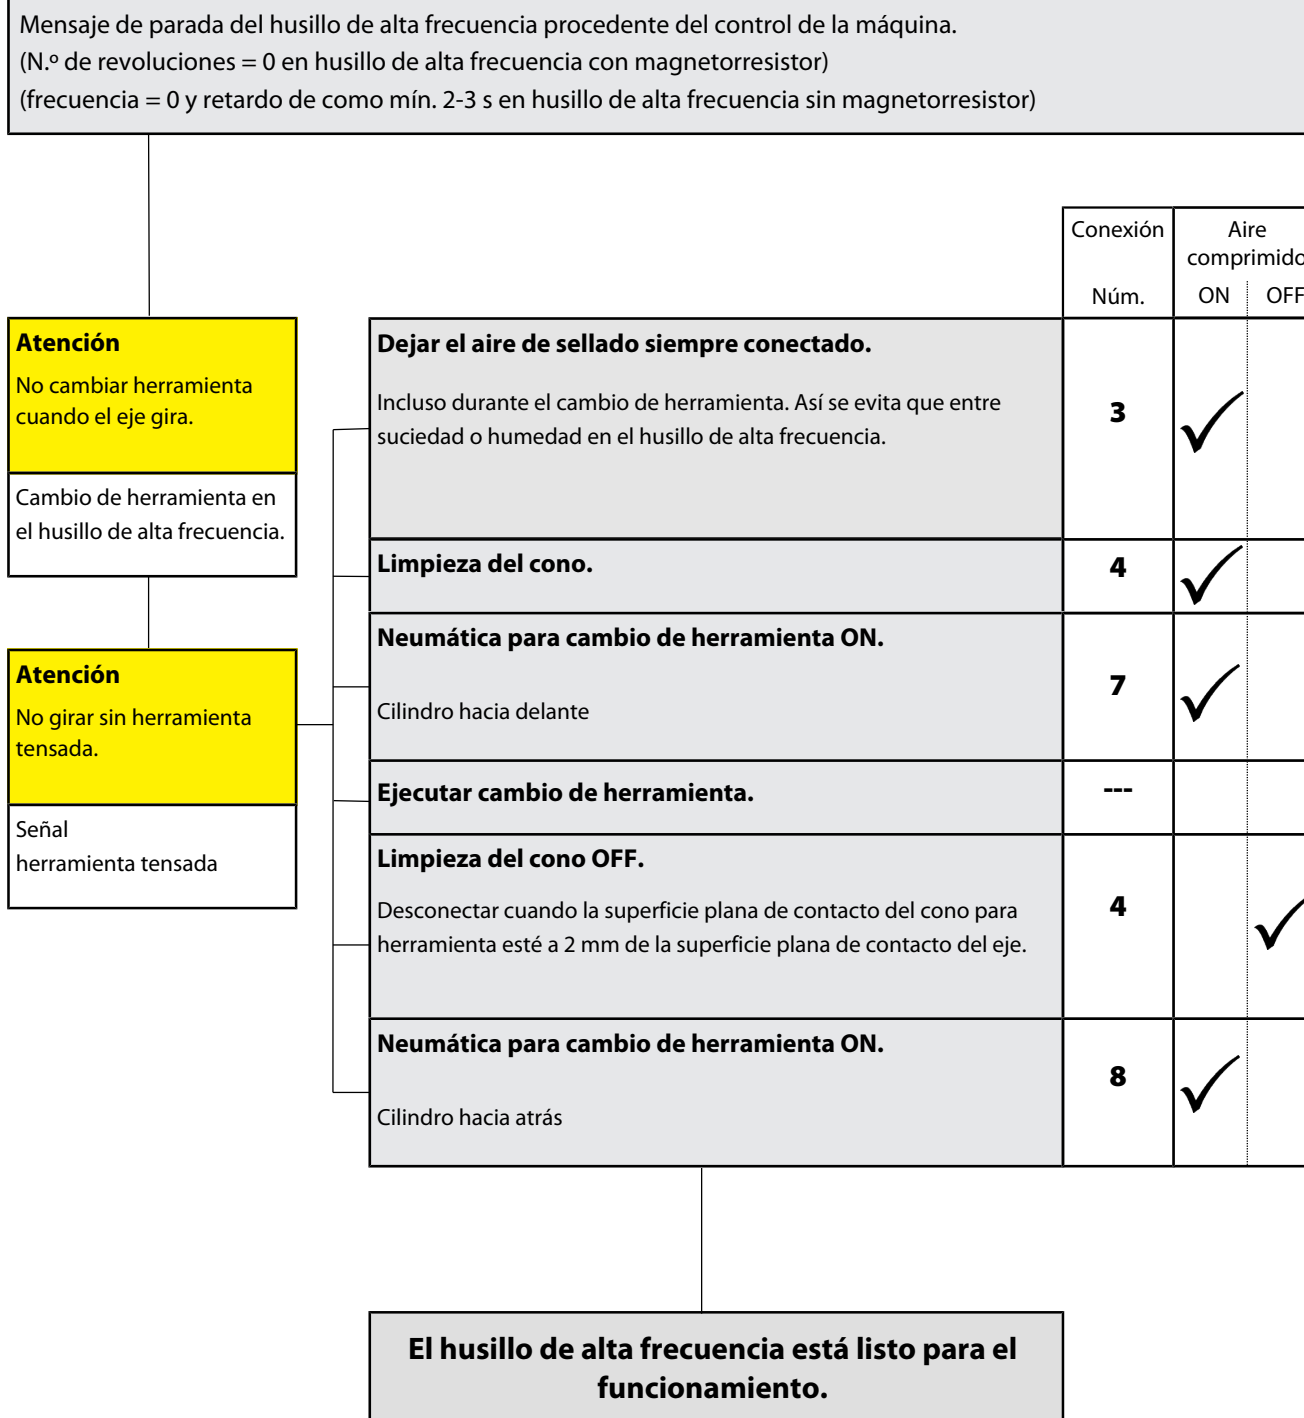 Mensaje de parada del husillo de alta frecuencia procedente del control de la máquina.
(N.º de revoluciones = 0 en husillo de alta frecuencia con magnetorresistor)
(frecuencia = 0 y retardo de como mín. 2-3 s en husillo de alta frecuencia sin magnetorresistor)
Conexión
Núm.
Aire
comprimido
ON OFF
Atención
No cambiar herramienta
cuando el eje gira.
Cambio de herramienta en
el husillo de alta frecuencia.
Atención
No girar sin herramienta
tensada.
Señal
herramienta tensada
Dejar el aire de sellado siempre conectado.
Incluso durante el cambio de herramienta. Así se evita que entre
suciedad o humedad en el husillo de alta frecuencia.
3
Limpieza del cono.
4
Neumática para cambio de herramienta ON.
Cilindro hacia delante
7
Ejecutar cambio de herramienta.
---
Limpieza del cono OFF.
Desconectar cuando la superficie plana de contacto del cono para
herramienta esté a 2 mm de la superficie plana de contacto del eje.
4
Neumática para cambio de herramienta ON.
Cilindro hacia atrás
8
El husillo de alta frecuencia está listo para el
funcionamiento.